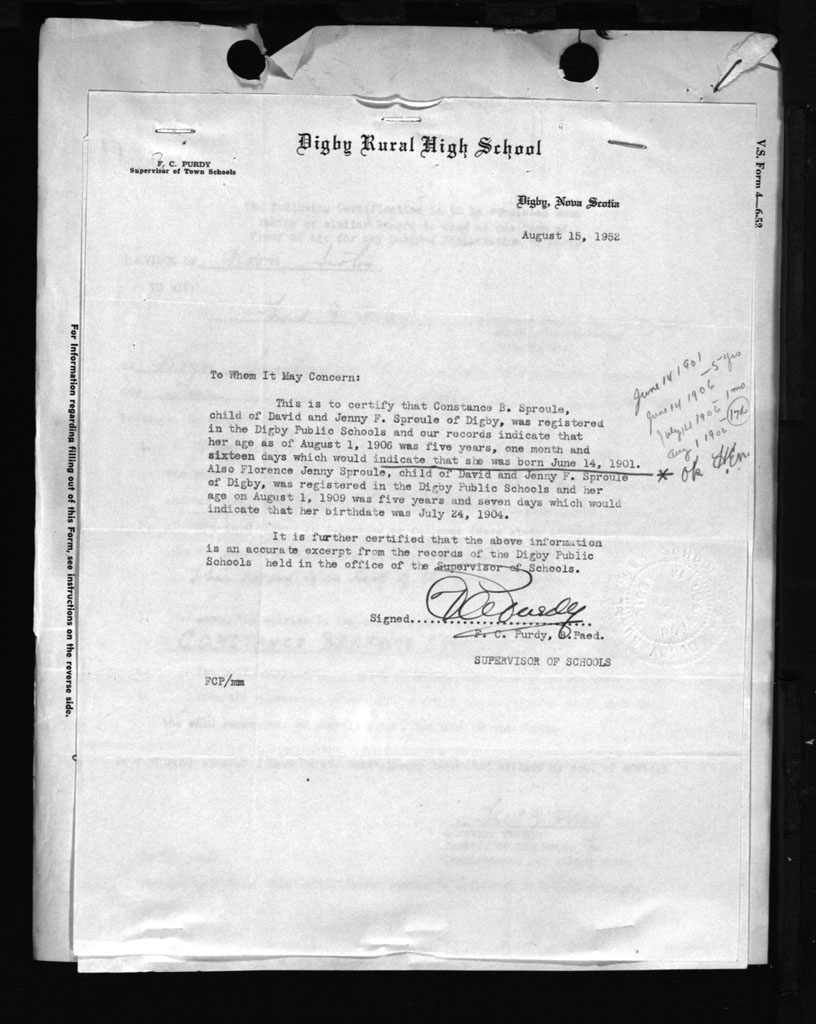 Digby Rural High School
F. C. PURDY
Supervisor of Town Schools
Digby, Nova Scotia
August 15, 1952
V.S. Form 4—6.52
For information regarding filling out of this Form, see instructions on the reverse side.
To Whom It May Concern:
This is to certify that Constance B. Sproule,
child of David and Jenny F. Sproule of Digby, was registered
in the Digby Public Schools and our records indicate that
her age as of August 1, 1906 was five years, one month and
sixteen days which would indicate that she was born June 14, 1901.
Also Florence Jenny Sproule, child of David and Jenny F. Sproule
of Digby, was registered in the Digby Public Schools and her
age on August 1, 1909 was five years and seven days which would
indicate that her birthdate was July 24, 1904.
June 14 1901
June 14 1906 — 5 yrs
July 14 1906 — 1 mo.
Aug 1 1906 17d
* OK
It is further certified that the above information
is an accurate excerpt from the records of the Digby Public
Schools held in the office of the Supervisor of Schools.
Signed
F. C. Purdy, B.Paed.
SUPERVISOR OF SCHOOLS
FCP/mm